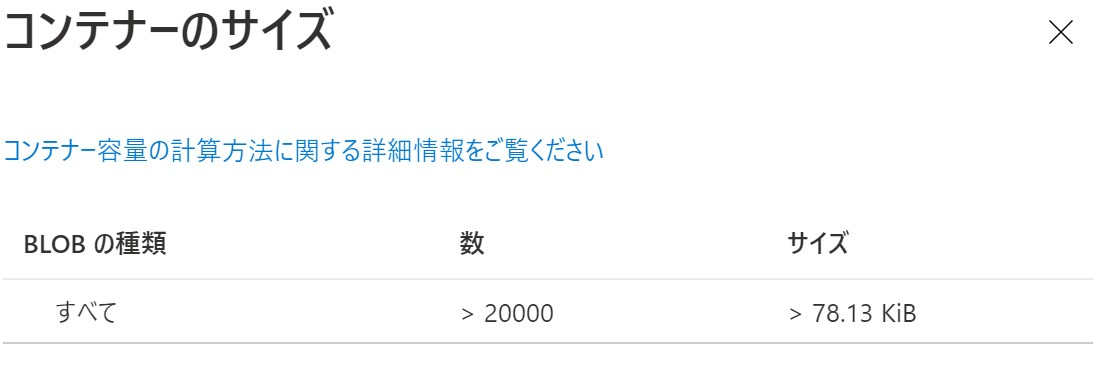 コンテナーのサイズ
コンテナー容量の計算方法に関する詳細情報をご覧ください
BLOB の種類 数 サイズ
すべて > 20000 > 78.13 KiB